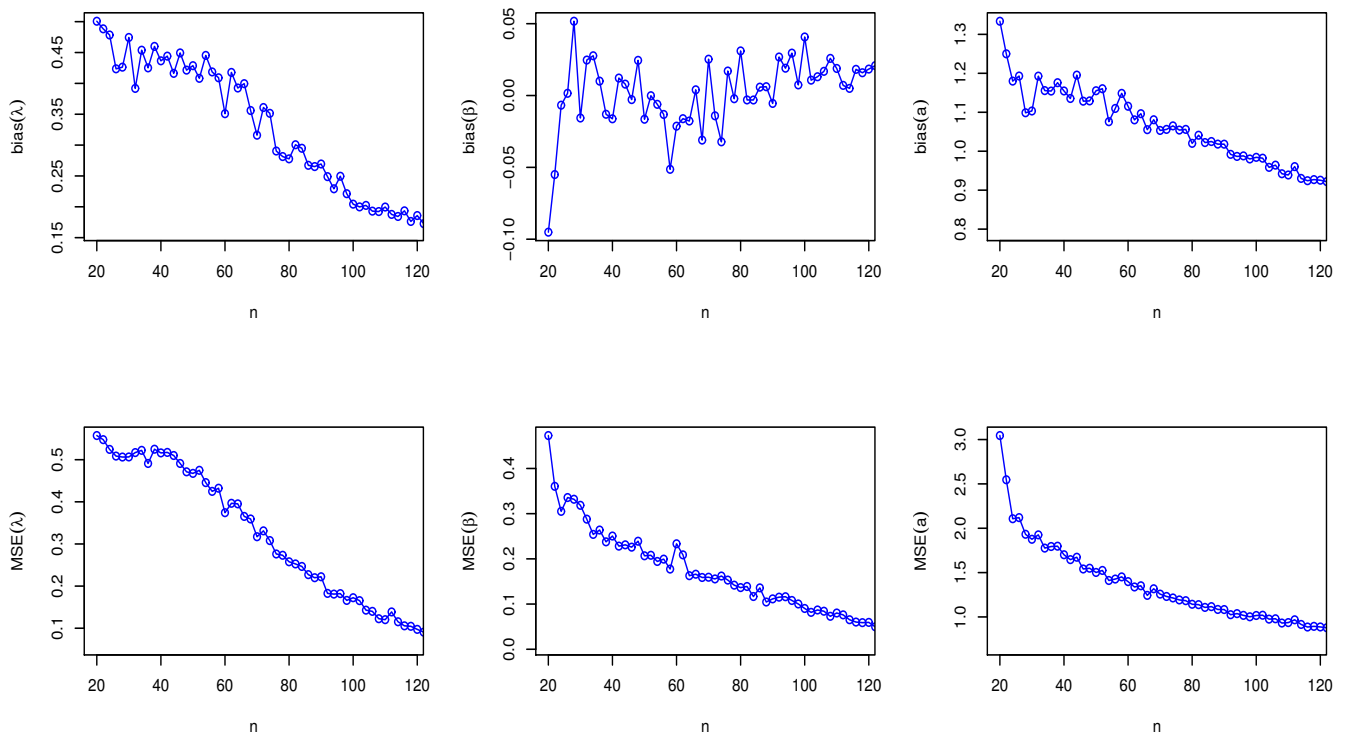 bias(λ)
0.15 0.25 0.35 0.45
20 40 60 80 100 120
n
bias(β)
−0.10 −0.05 0.00 0.05
20 40 60 80 100 120
n
bias(a)
0.8 0.9 1.0 1.1 1.2 1.3
20 40 60 80 100 120
n
MSE(λ)
0.1 0.2 0.3 0.4 0.5
20 40 60 80 100 120
n
MSE(β)
0.0 0.1 0.2 0.3 0.4
20 40 60 80 100 120
n
MSE(a)
1.0 1.5 2.0 2.5 3.0
20 40 60 80 100 120
n